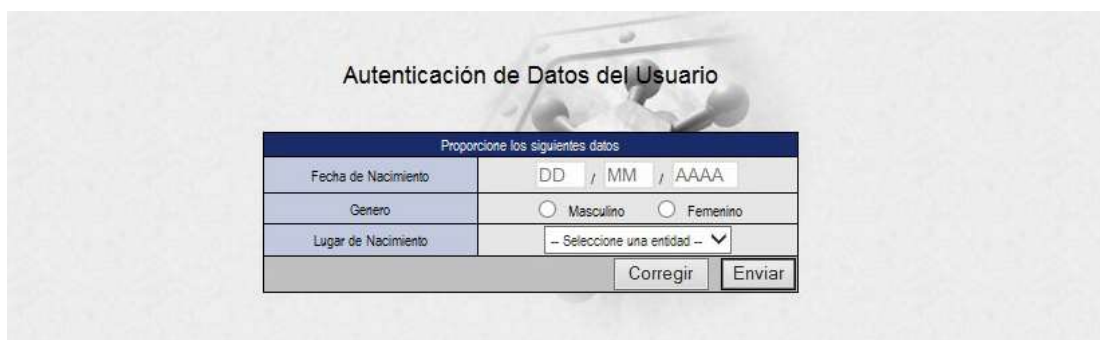 Autenticación de Datos del Usuario
Proporcione los siguientes datos
Fecha de Nacimiento DD / MM / AAAA
Genero Masculino Femenino
Lugar de Nacimiento -- Seleccione una entidad --
Corregir Enviar